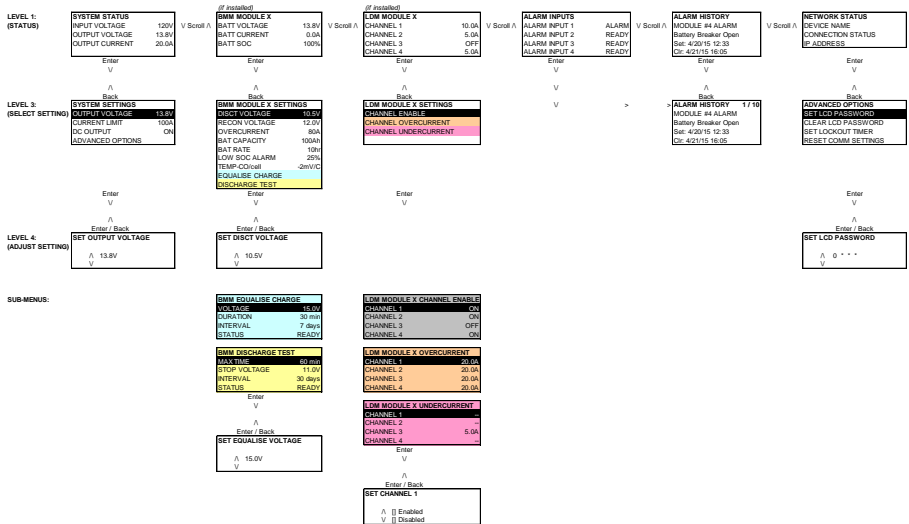 (if installed)
(if installed)
LEVEL 1:
(STATUS)
SYSTEM STATUS
INPUT VOLTAGE 120V
OUTPUT VOLTAGE 13.8V
OUTPUT CURRENT 20.0A
V Scroll Λ
BMM MODULE X
BATT VOLTAGE 13.8V
BATT CURRENT 0.0A
BATT SOC 100%
V Scroll Λ
LDM MODULE X
CHANNEL 1 10.0A
CHANNEL 2 5.0A
CHANNEL 3 OFF
CHANNEL 4 5.0A
V Scroll Λ
ALARM INPUTS
ALARM INPUT 1 ALARM
ALARM INPUT 2 READY
ALARM INPUT 3 READY
ALARM INPUT 4 READY
V Scroll Λ
ALARM HISTORY
MODULE #4 ALARM
Battery Breaker Open
Set: 4/20/15 12:33
Clr: 4/21/15 16:05
V Scroll Λ
NETWORK STATUS
DEVICE NAME
CONNECTION STATUS
IP ADDRESS
Enter Enter Enter Enter Enter Enter
V V V V V V
Λ Λ Λ Λ Λ
Back Back Back Back Back
LEVEL 3:
(SELECT SETTING)
SYSTEM SETTINGS
OUTPUT VOLTAGE 13.8V
CURRENT LIMIT 100A
DC OUTPUT ON
ADVANCED OPTIONS
BMM MODULE X SETTINGS
DISCT VOLTAGE 10.5V
RECON VOLTAGE 12.0V
OVERCURRENT 80A
BAT CAPACITY 100Ah
BAT RATE 10hr
LOW SOC ALARM 25%
TEMP-CO/cell -2mV/C
EQUALISE CHARGE
DISCHARGE TEST
LDM MODULE X SETTINGS
CHANNEL ENABLE
CHANNEL OVERCURRENT
CHANNEL UNDERCURRENT
V > >
ALARM HISTORY 1 / 10
MODULE #4 ALARM
Battery Breaker Open
Set: 4/20/15 12:33
Clr: 4/21/15 16:05
ADVANCED OPTIONS
SET LCD PASSWORD
CLEAR LCD PASSWORD
SET LOCKOUT TIMER
RESET COMM SETTINGS
Enter Enter Enter Enter
V V V V
Λ Λ Λ
Enter / Back Enter / Back Enter / Back
LEVEL 4:
(ADJUST SETTING)
SET OUTPUT VOLTAGE
Λ 13.8V
V
SET DISCT VOLTAGE
Λ 10.5V
V
SET LCD PASSWORD
Λ 0 * * *
V
SUB-MENUS:
BMM EQUALISE CHARGE
VOLTAGE 15.0V
DURATION 30 min
INTERVAL 7 days
STATUS READY
LDM MODULE X CHANNEL ENABLE
CHANNEL 1 ON
CHANNEL 2 ON
CHANNEL 3 OFF
CHANNEL 4 ON
BMM DISCHARGE TEST
MAX TIME 60 min
STOP VOLTAGE 11.0V
INTERVAL 30 days
STATUS READY
LDM MODULE X OVERCURRENT
CHANNEL 1 20.0A
CHANNEL 2 20.0A
CHANNEL 3 20.0A
CHANNEL 4 20.0A
Enter
V
Λ
Enter / Back
LDM MODULE X UNDERCURRENT
CHANNEL 1 --
CHANNEL 2 --
CHANNEL 3 5.0A
CHANNEL 4 --
SET EQUALISE VOLTAGE
Λ 15.0V
V
Enter
V
Λ
Enter / Back
SET CHANNEL 1
Λ [] Enabled
V [] Disabled